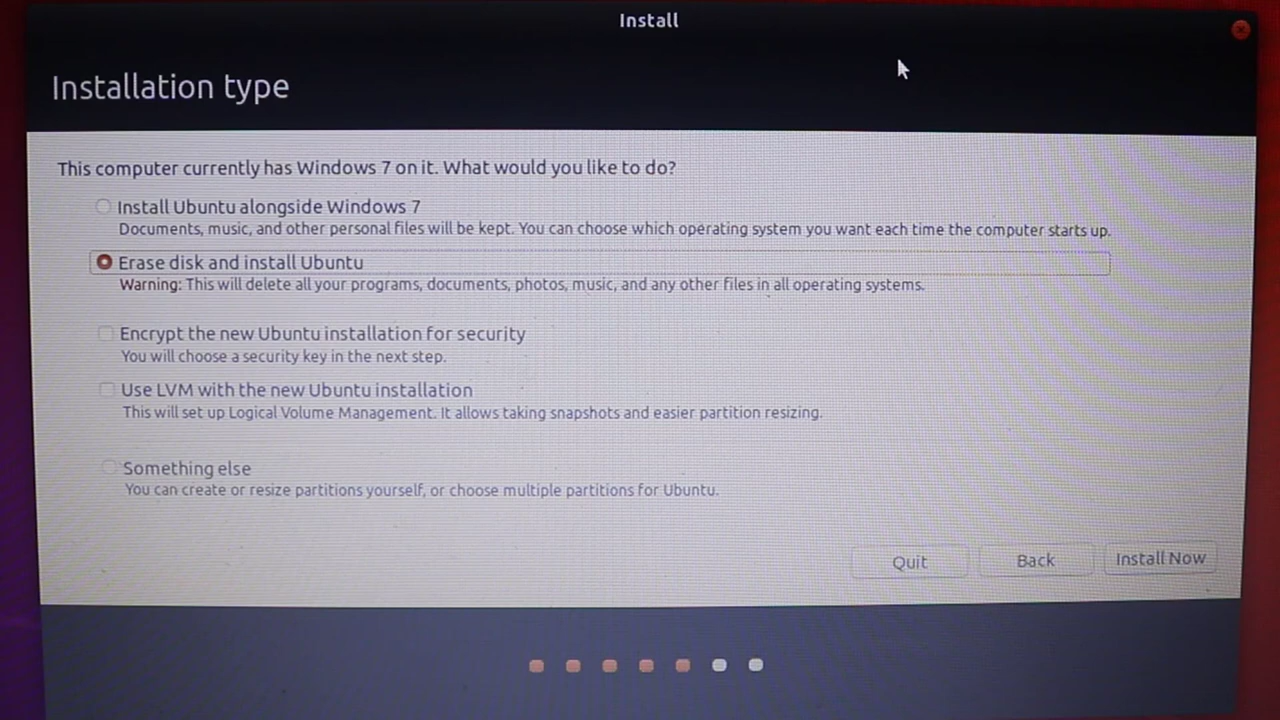 Install
Installation type
This computer currently has Windows 7 on it. What would you like to do?
Install Ubuntu alongside Windows 7
Documents, music, and other personal files will be kept. You can choose which operating system you want each time the computer starts up.
Erase disk and install Ubuntu
Warning: This will delete all your programs, documents, photos, music, and any other files in all operating systems.
Encrypt the new Ubuntu installation for security
You will choose a security key in the next step.
Use LVM with the new Ubuntu installation
This will set up Logical Volume Management. It allows taking snapshots and easier partition resizing.
Something else
You can create or resize partitions yourself, or choose multiple partitions for Ubuntu.
Quit Back Install Now